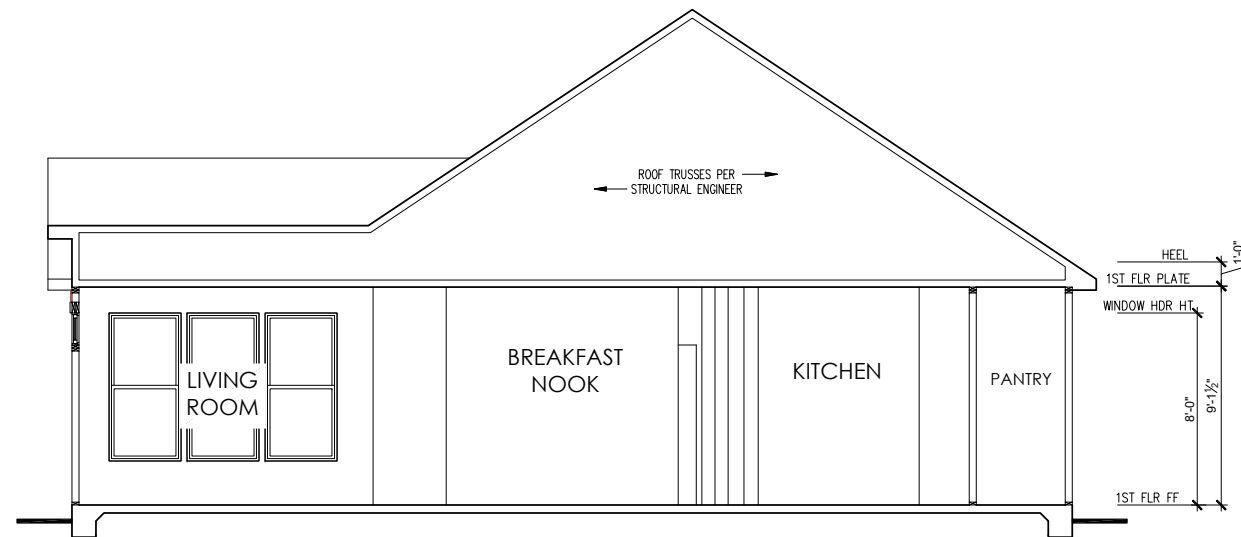 ROOF TRUSSES PER
STRUCTURAL ENGINEER
HEEL
1'-0"
1ST FLR PLATE
WINDOW HDR HT
LIVING
ROOM
BREAKFAST
NOOK
KITCHEN
PANTRY
8'-0"
9'-1½"
1ST FLR FF